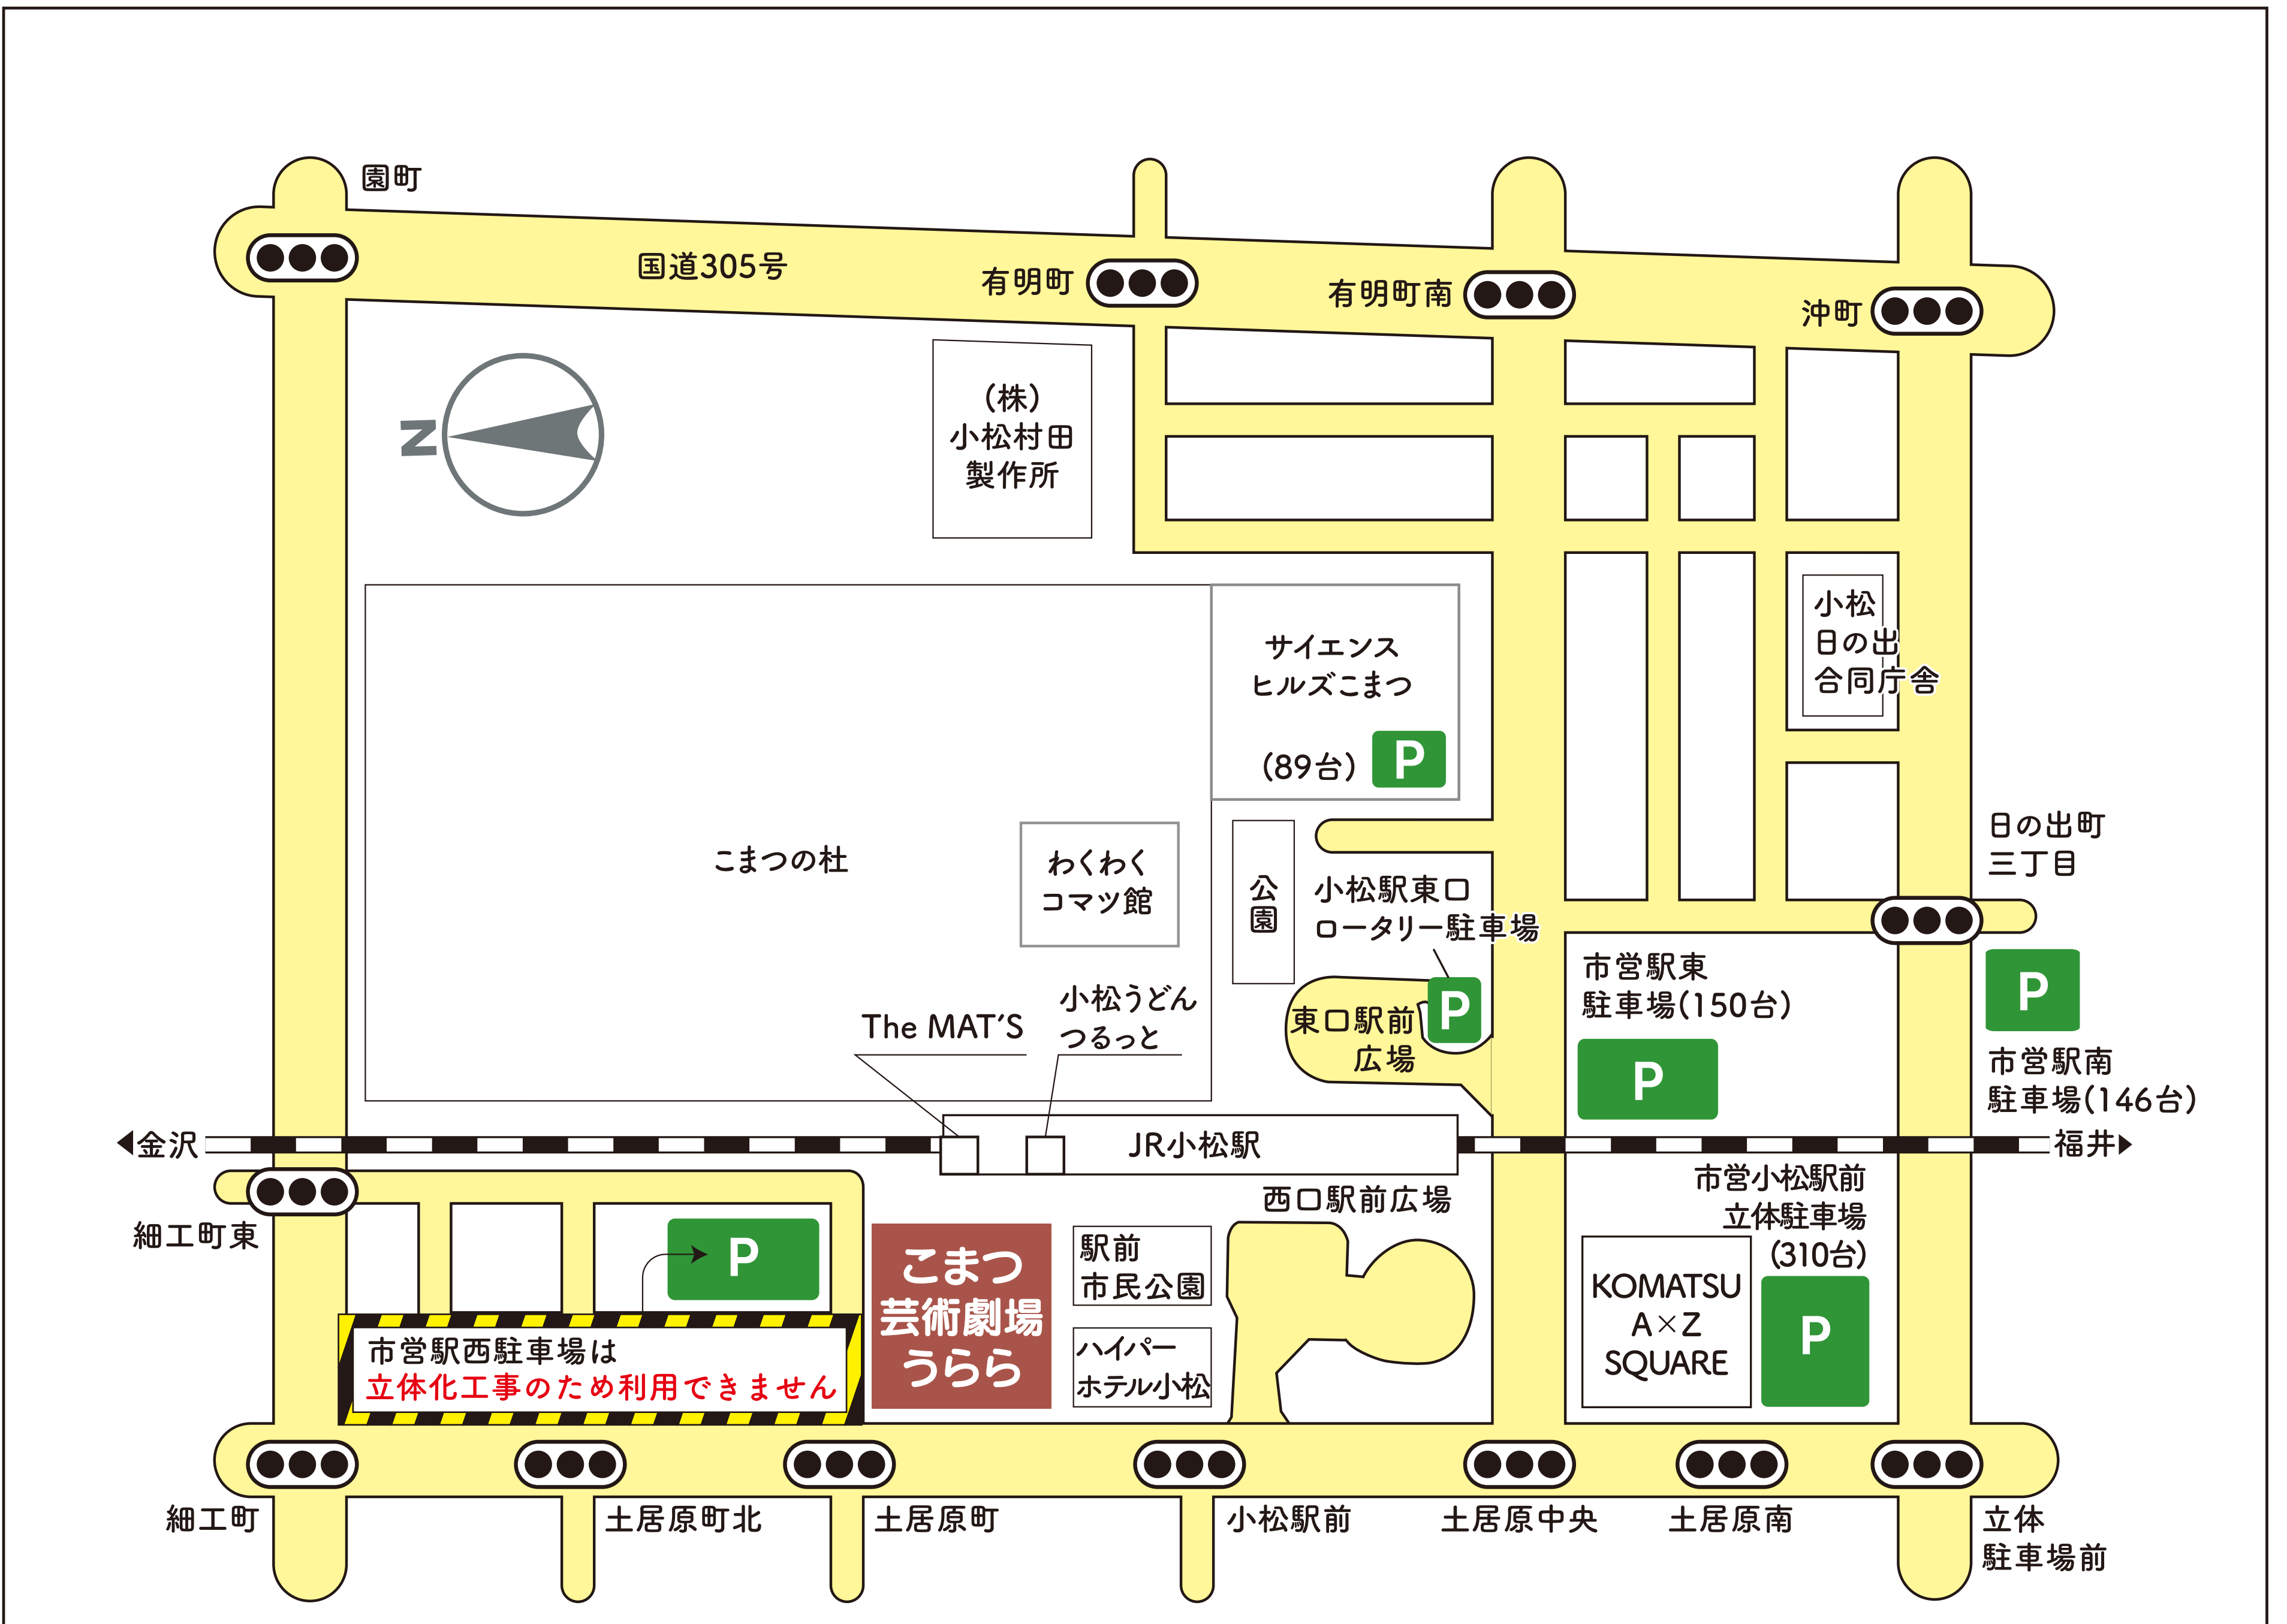 園町
国道305号
有明町
有明町南
沖町
N
(株)
小松村田
製作所
サイエンス
ヒルズこまつ
(89台)
P
小松
日の出
合同庁舎
こまつの杜
わくわく
コマツ館
公園
小松駅東口
ロータリー駐車場
P
東口駅前
広場
日の出町
三丁目
市営駅東
駐車場(150台)
P
P
市営駅南
駐車場(146台)
The MAT'S
小松うどん
つるっと
金沢
JR小松駅
福井
細工町東
P
市営駅西駐車場は
立体化工事のため利用できません
こまつ
芸術劇場
うらら
駅前
市民公園
ハイパー
ホテル小松
西口駅前広場
KOMATSU
A×Z
SQUARE
市営小松駅前
立体駐車場
(310台)
P
細工町
土居原町北
土居原町
小松駅前
土居原中央
土居原南
立体
駐車場前